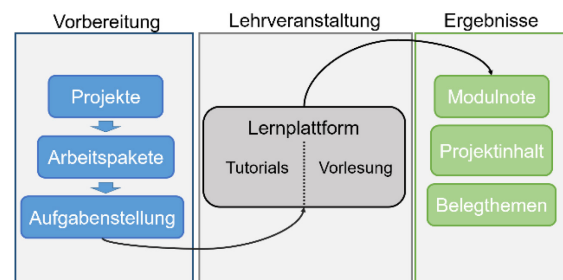 Vorbereitung
Lehrveranstaltung
Ergebnisse
Projekte
Arbeitspakete
Aufgabenstellung
Lernplattform
Tutorials
Vorlesung
Modulnote
Projektinhalt
Belegthemen